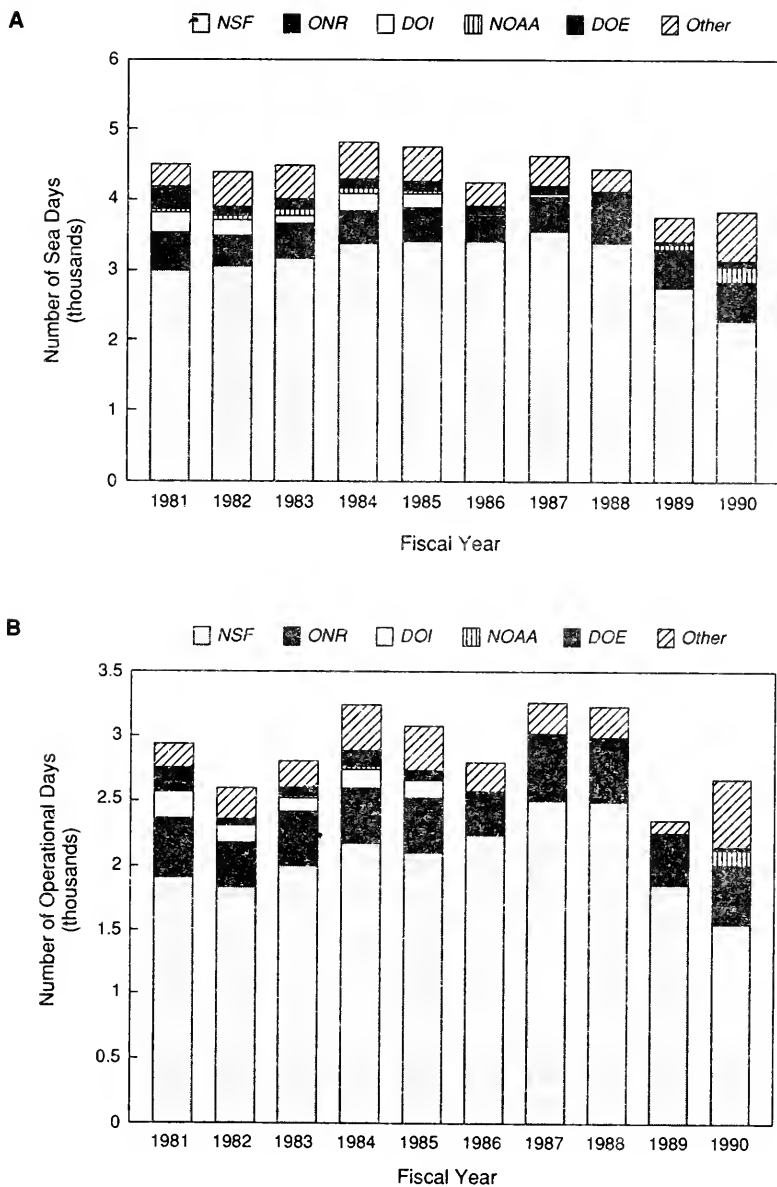 A
NSF ONR DOI NOAA DOE Other
Number of Sea Days
(thousands)
6
5
4
3
2
1
0
1981 1982 1983 1984 1985 1986 1987 1988 1989 1990
Fiscal Year
B
NSF ONR DOI NOAA DOE Other
Number of Operational Days
(thousands)
3.5
3
2.5
2
1.5
1
0.5
0
1981 1982 1983 1984 1985 1986 1987 1988 1989 1990
Fiscal Year